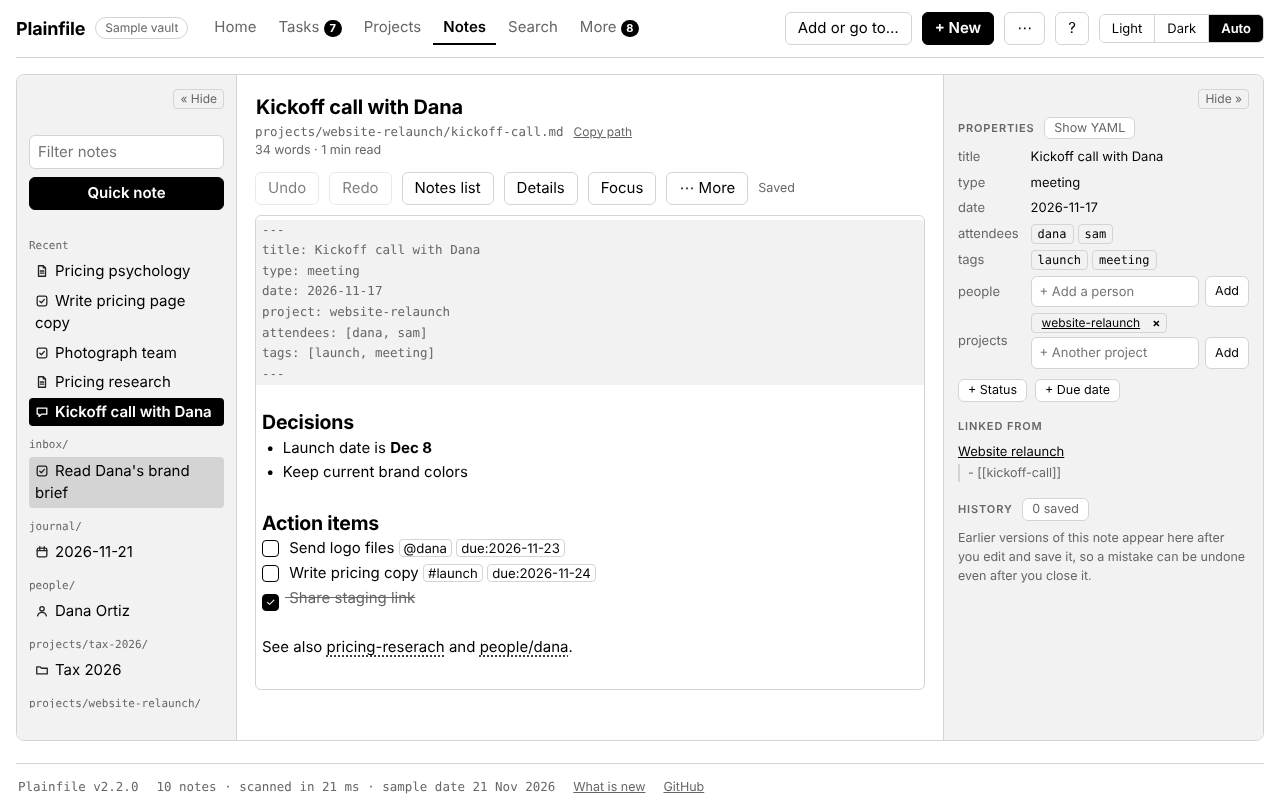 Plainfile Sample vault Home Tasks 7 Projects Notes Search More 8 Add or go to... + New ··· ? Light Dark Auto
« Hide
Filter notes
Quick note
Recent
Pricing psychology
Write pricing page
copy
Photograph team
Pricing research
Kickoff call with Dana
inbox/
Read Dana's brand
brief
journal/
2026-11-21
people/
Dana Ortiz
projects/tax-2026/
Tax 2026
projects/website-relaunch/
Kickoff call with Dana
projects/website-relaunch/kickoff-call.md Copy path
34 words · 1 min read
Undo Redo Notes list Details Focus ··· More Saved
---
title: Kickoff call with Dana
type: meeting
date: 2026-11-17
project: website-relaunch
attendees: [dana, sam]
tags: [launch, meeting]
---
Decisions
• Launch date is Dec 8
• Keep current brand colors
Action items
Send logo files @dana due:2026-11-23
Write pricing copy #launch due:2026-11-24
Share staging link
See also pricing-reserach and people/dana.
Hide »
PROPERTIES Show YAML
title Kickoff call with Dana
type meeting
date 2026-11-17
attendees dana sam
tags launch meeting
people + Add a person Add
website-relaunch ×
projects + Another project Add
+ Status + Due date
LINKED FROM
Website relaunch
- [[kickoff-call]]
HISTORY 0 saved
Earlier versions of this note appear here after
you edit and save it, so a mistake can be undone
even after you close it.
Plainfile v2.2.0 10 notes · scanned in 21 ms · sample date 21 Nov 2026 What is new GitHub